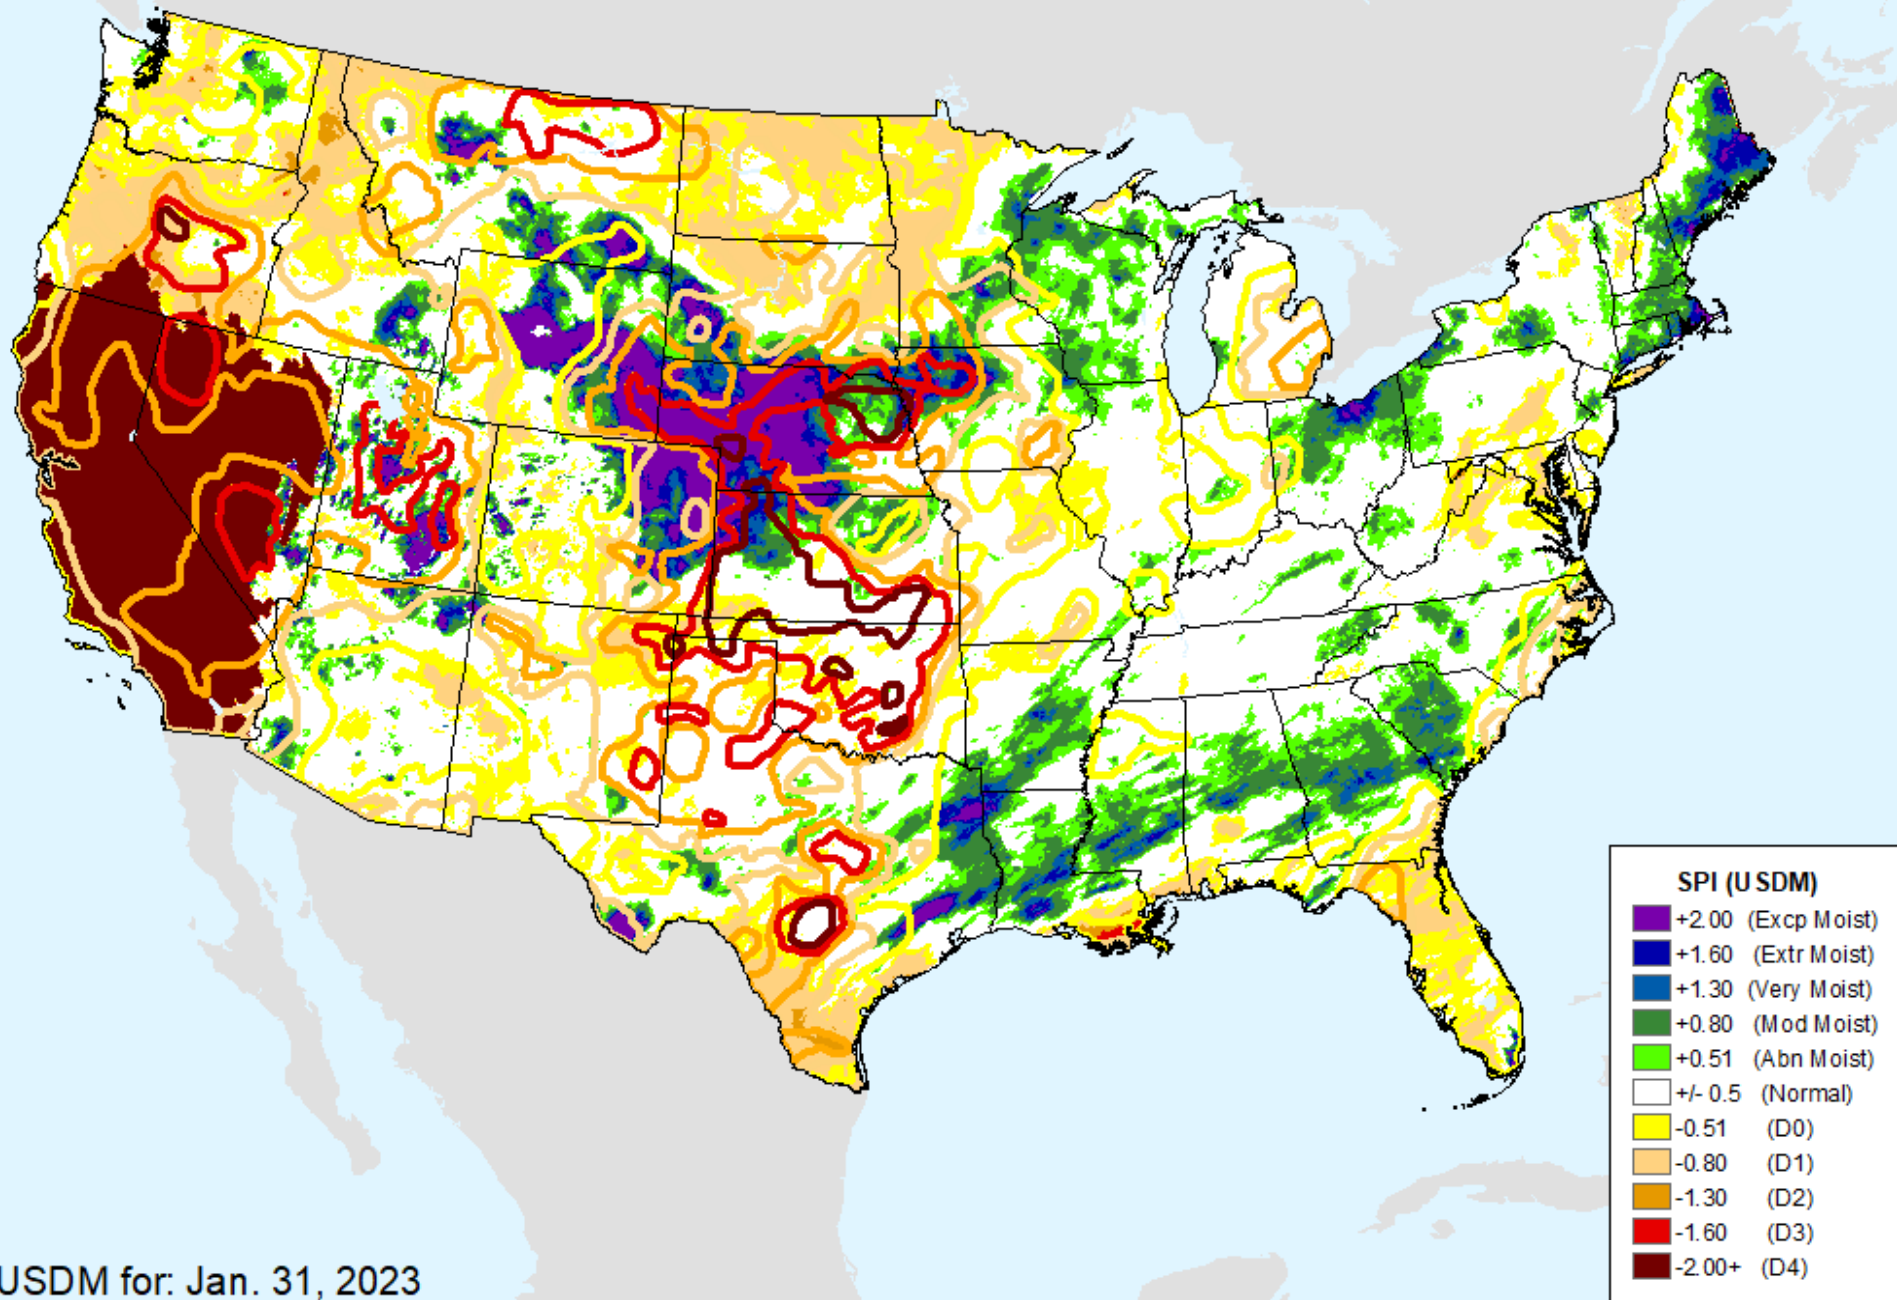 SPI (USDM)
+2.00 (Excp Moist)
+1.60 (Extr Moist)
+1.30 (Very Moist)
+0.80 (Mod Moist)
+0.51 (Abn Moist)
+/- 0.5 (Normal)
-0.51 (D0)
-0.80 (D1)
-1.30 (D2)
-1.60 (D3)
-2.00+ (D4)
USDM for: Jan. 31, 2023